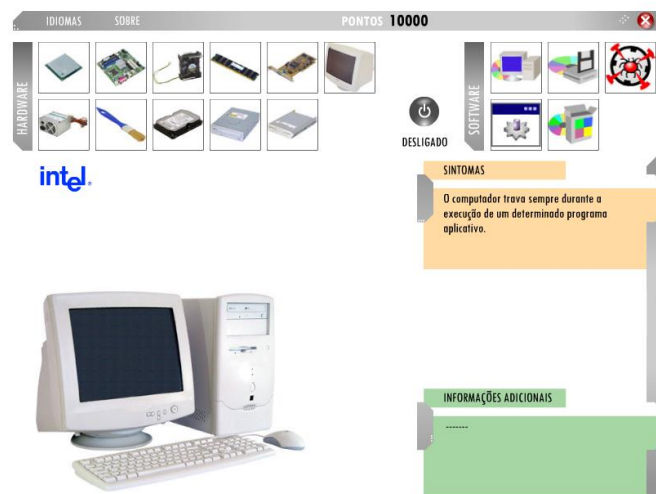 IDIOMAS SOBRE PONTOS 10000
HARDWARE
SOFTWARE
DESLIGADO
intel.
SINTOMAS
O computador trava sempre durante a
execução de um determinado programa
aplicativo.
INFORMAÇÕES ADICIONAIS
-------